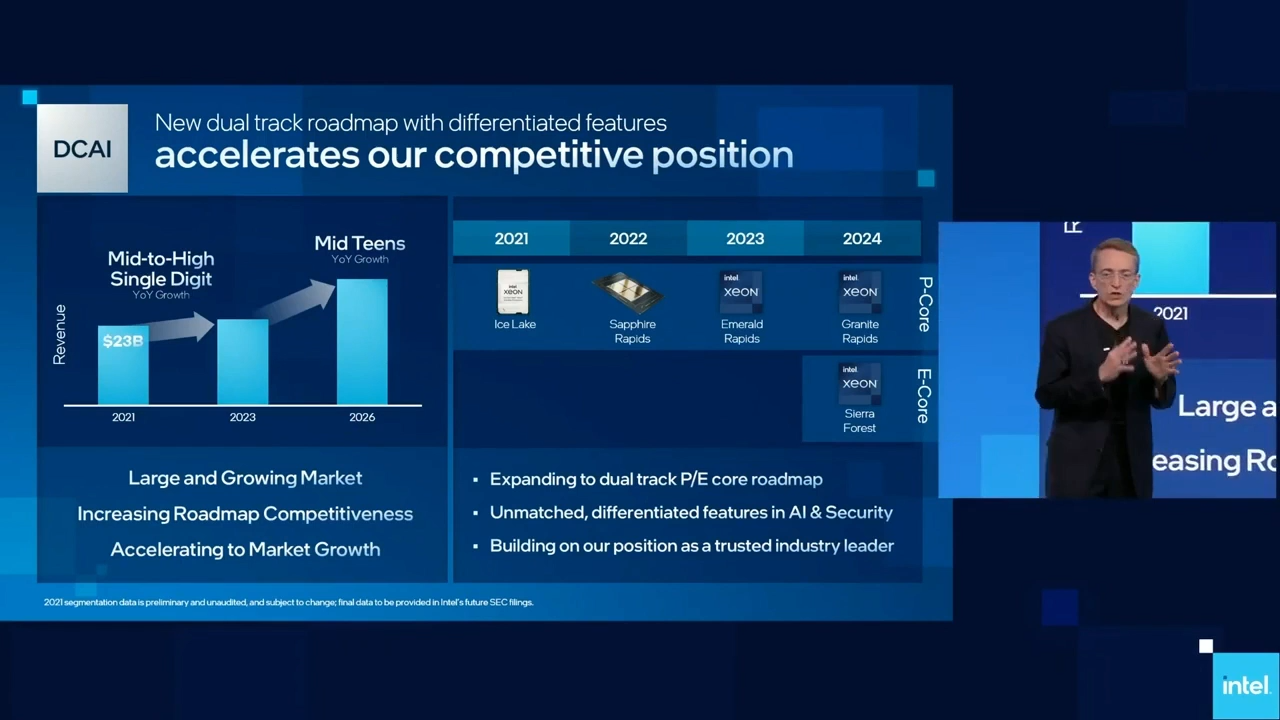 DCAI
New dual track roadmap with differentiated features
accelerates our competitive position
Mid-to-High
Single Digit
YoY Growth
Mid Teens
YoY Growth
Revenue
$23B
2021
2023
2026
Large and Growing Market
Increasing Roadmap Competitiveness
Accelerating to Market Growth
2021
2022
2023
2024
intel
XEON
Ice Lake
Sapphire
Rapids
intel.
XEON
Emerald
Rapids
intel.
XEON
Granite
Rapids
P-Core
intel.
XEON
Sierra
Forest
E-Core
▪ Expanding to dual track P/E core roadmap
▪ Unmatched, differentiated features in AI & Security
▪ Building on our position as a trusted industry leader
2021 segmentation data is preliminary and unaudited, and subject to change; final data to be provided in Intel's future SEC filings.
2021
Large a
easing Ro
intel.